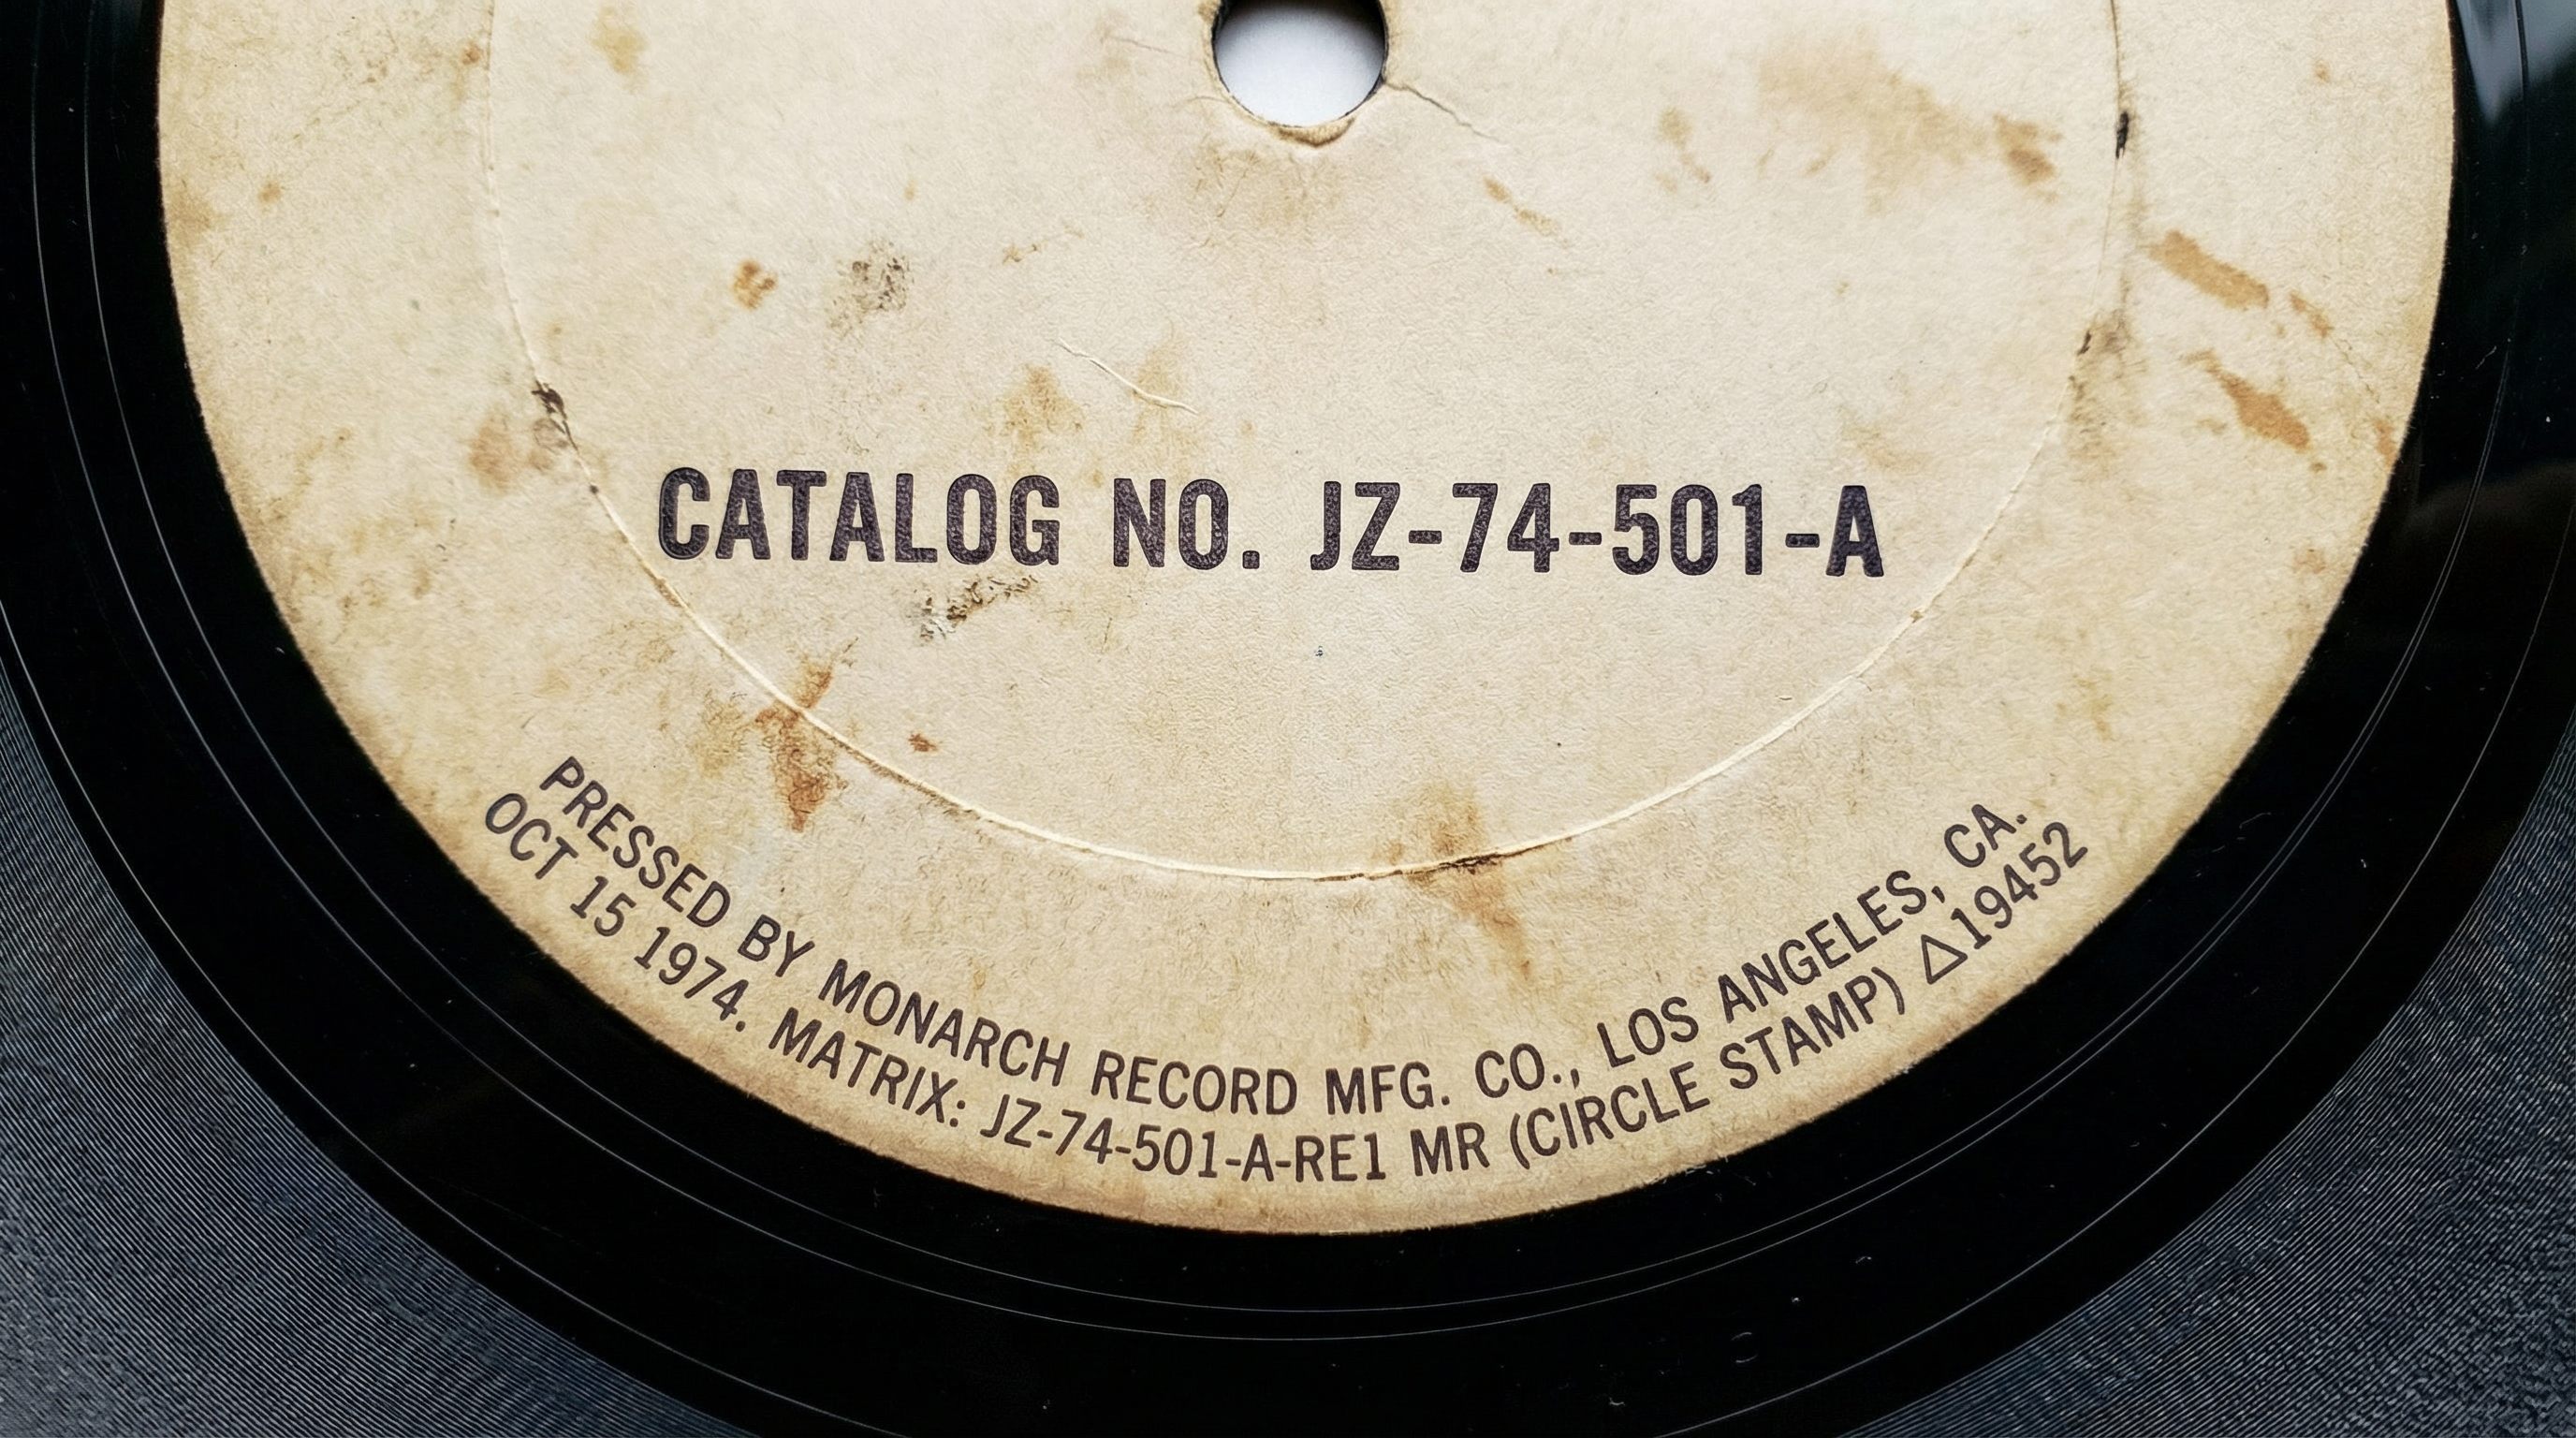 CATALOG NO. JZ-74-501-A
PRESSED BY MONARCH RECORD MFG. CO., LOS ANGELES, CA.
OCT 15 1974. MATRIX: JZ-74-501-A-RE1 MR (CIRCLE STAMP) △19452